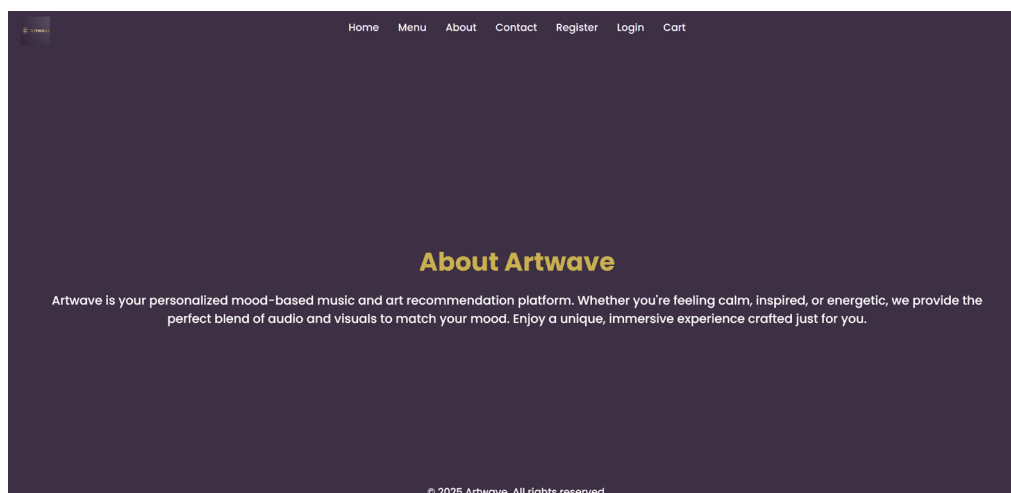 Artwave
Home Menu About Contact Register Login Cart
About Artwave
Artwave is your personalized mood-based music and art recommendation platform. Whether you're feeling calm, inspired, or energetic, we provide the
perfect blend of audio and visuals to match your mood. Enjoy a unique, immersive experience crafted just for you.
© 2025 Artwave. All rights reserved.